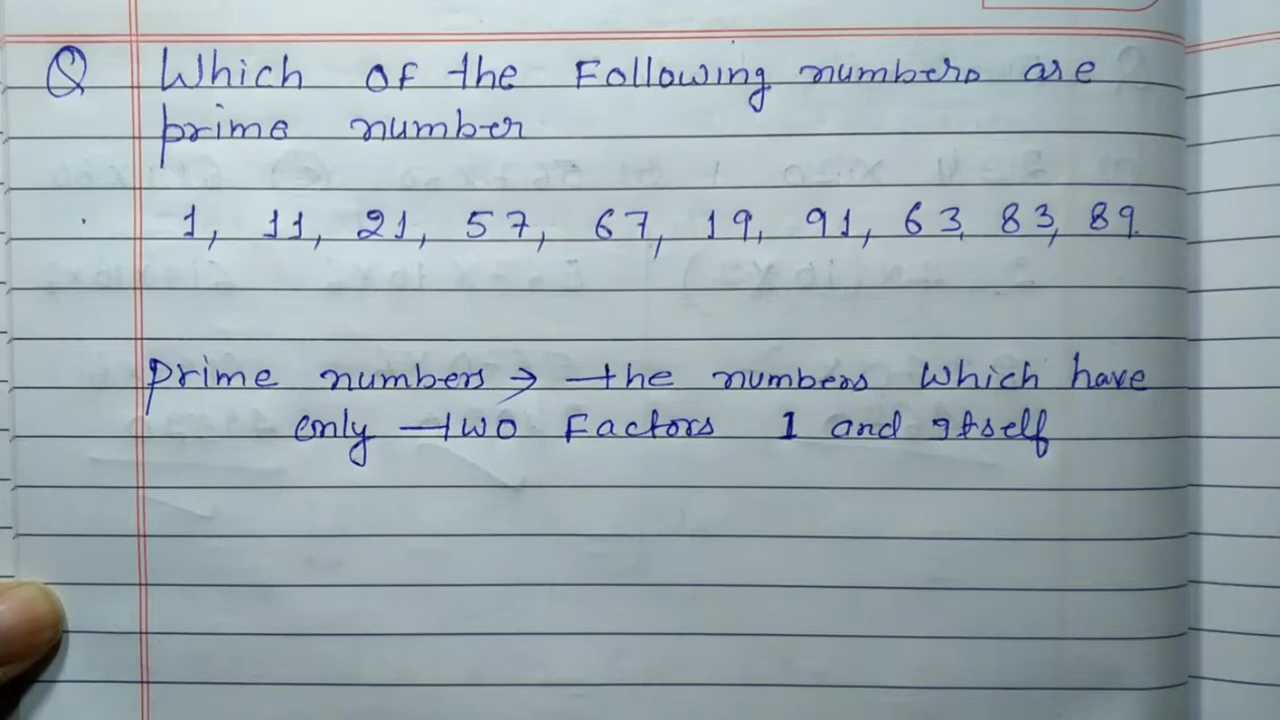 Q Which of the Following numbers are
prime number
1, 11, 21, 57, 67, 19, 91, 63, 83, 89.
prime numbers → the numbers which have
only two Factors 1 and itself